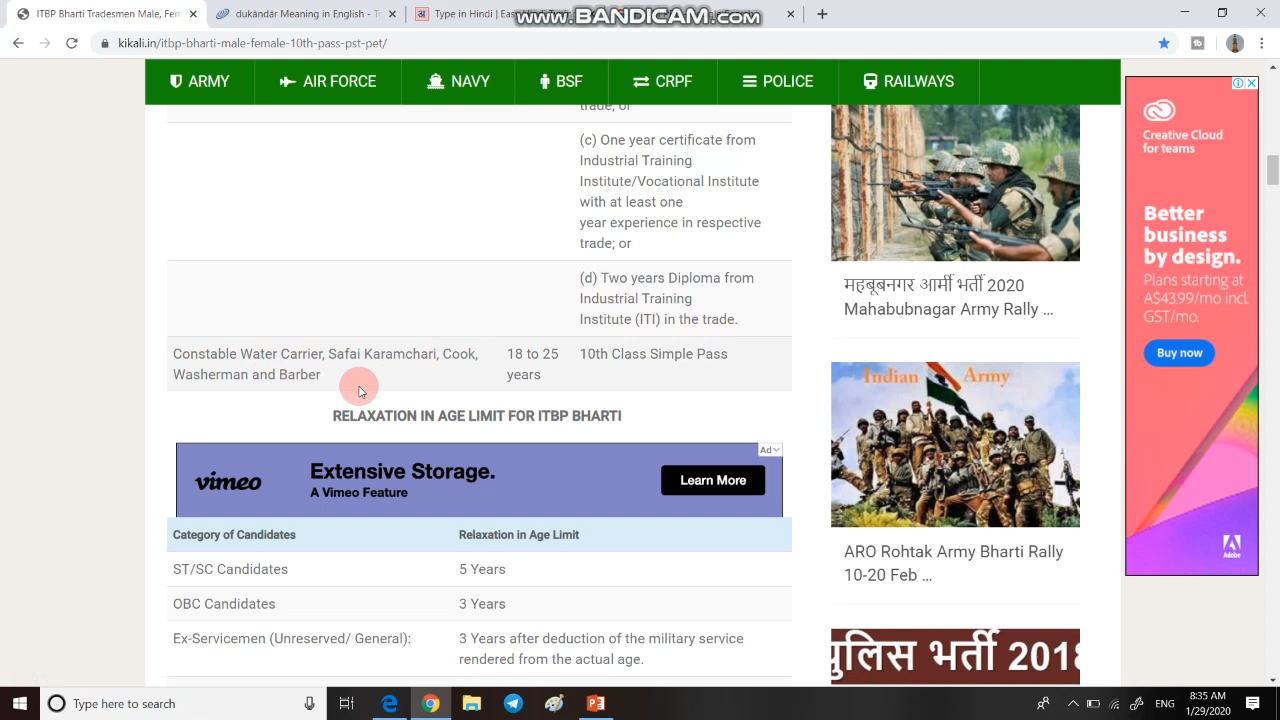 ITBP Bharti
dukan
Type in Hindi | Eas
st Pass
www.BANDICAM.com
kikali.in/itbp-bharti-male-female-10th-pass-pst-pet/
ARMY
AIR FORCE
NAVY
BSF
CRPF
POLICE
RAILWAYS
trade; or
(c) One year certificate from
Industrial Training
Institute/Vocational Institute
with at least one
year experience in respective
trade; or
(d) Two years Diploma from
Industrial Training
Institute (ITI) in the trade.
Constable Water Carrier, Safai Karamchari, Cook,
Washerman and Barber
18 to 25
years
10th Class Simple Pass
RELAXATION IN AGE LIMIT FOR ITBP BHARTI
Ad
vimeo
Extensive Storage.
A Vimeo Feature
Learn More
Category of Candidates
Relaxation in Age Limit
ST/SC Candidates
5 Years
OBC Candidates
3 Years
Ex-Servicemen (Unreserved/ General):
3 Years after deduction of the military service
rendered from the actual age.
महबूबनगर आर्मी भर्ती 2020
Mahabubnagar Army Rally ...
Indian Army
ARO Rohtak Army Bharti Rally
10-20 Feb ...
पुलिस भर्ती 2018
Creative Cloud
for teams
Better
business
by design.
Plans starting at
A$43.99/mo incl.
GST/mo.
Buy now
Adobe
Type here to search
ENG
8:35 AM
1/29/2020